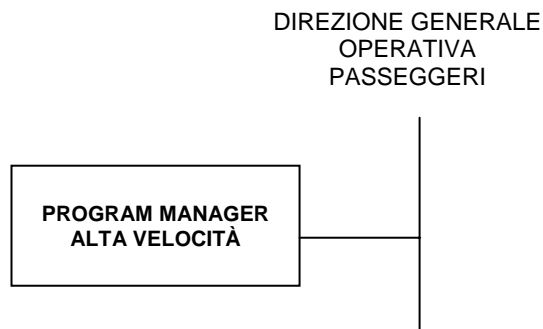 DIREZIONE GENERALE
OPERATIVA
PASSEGGERI
PROGRAM MANAGER
ALTA VELOCITÀ